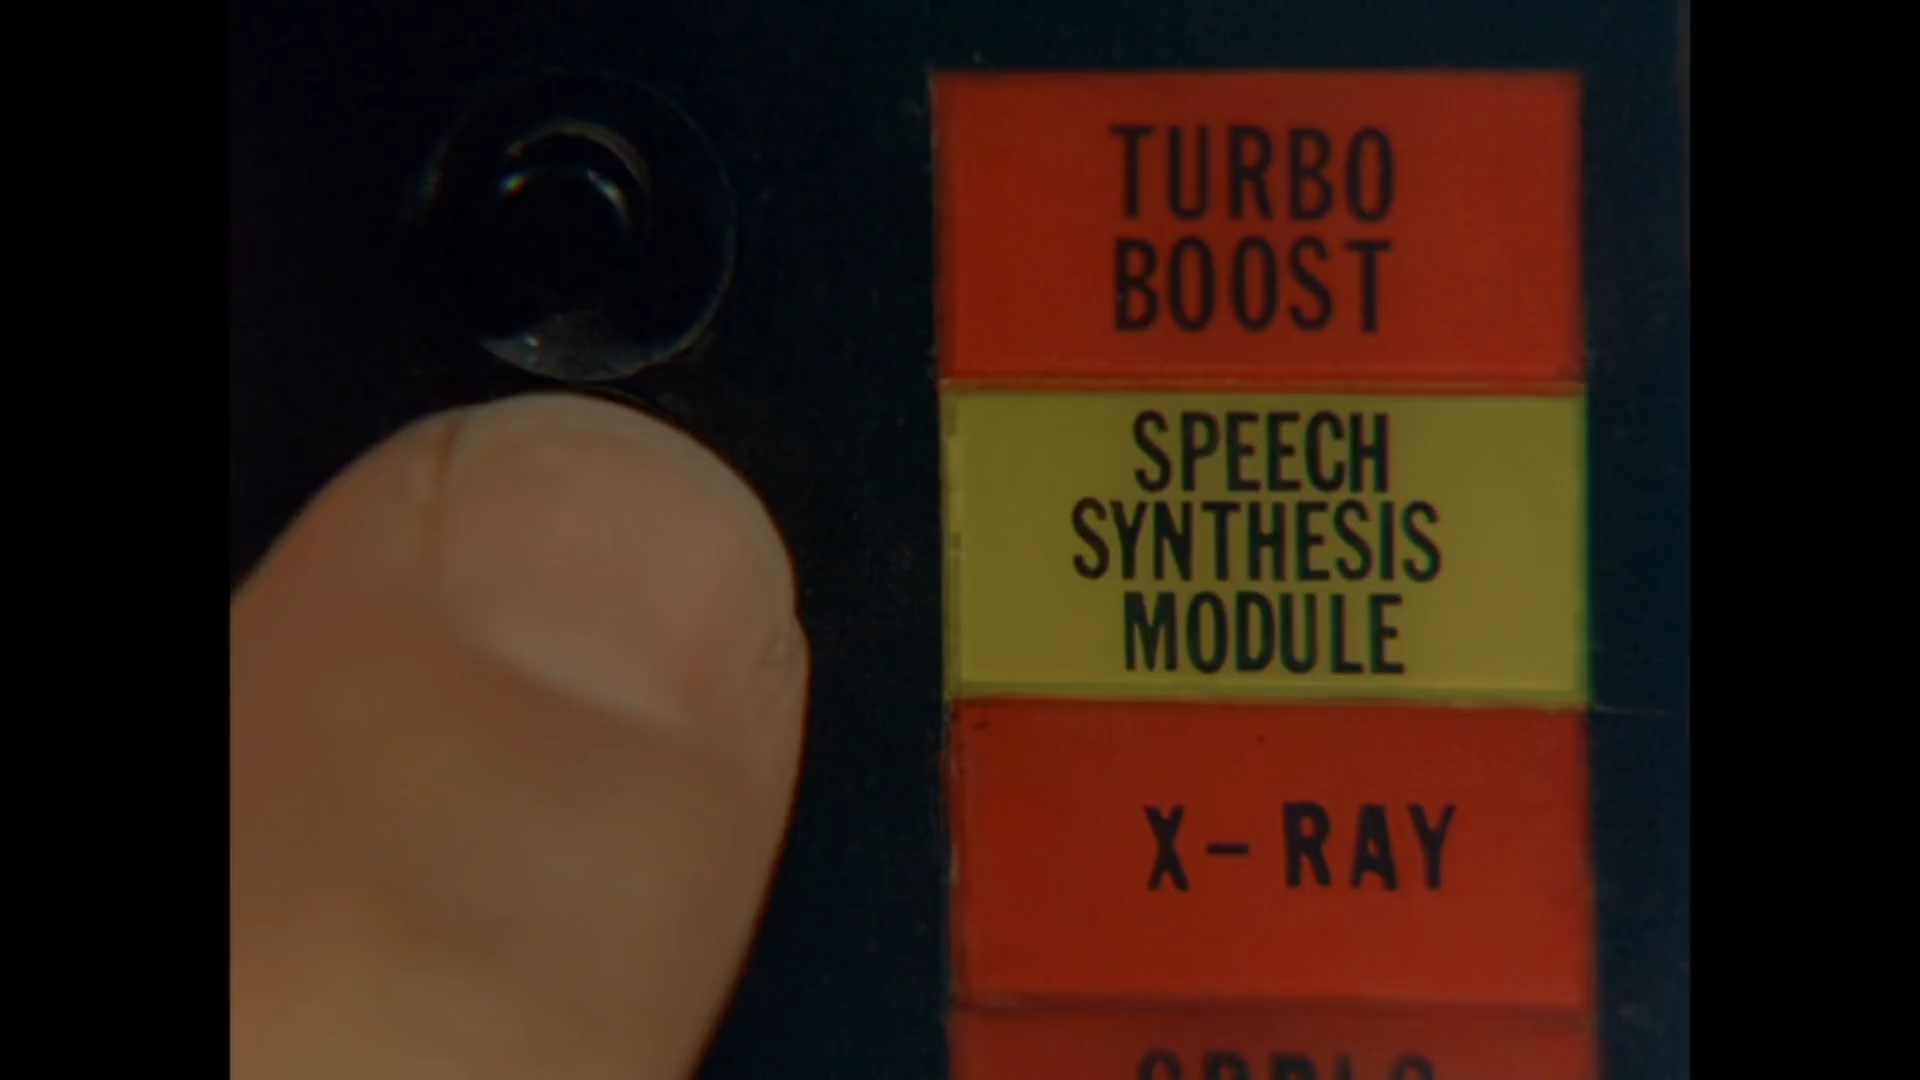 TURBO
BOOST
SPEECH
SYNTHESIS
MODULE
X-RAY